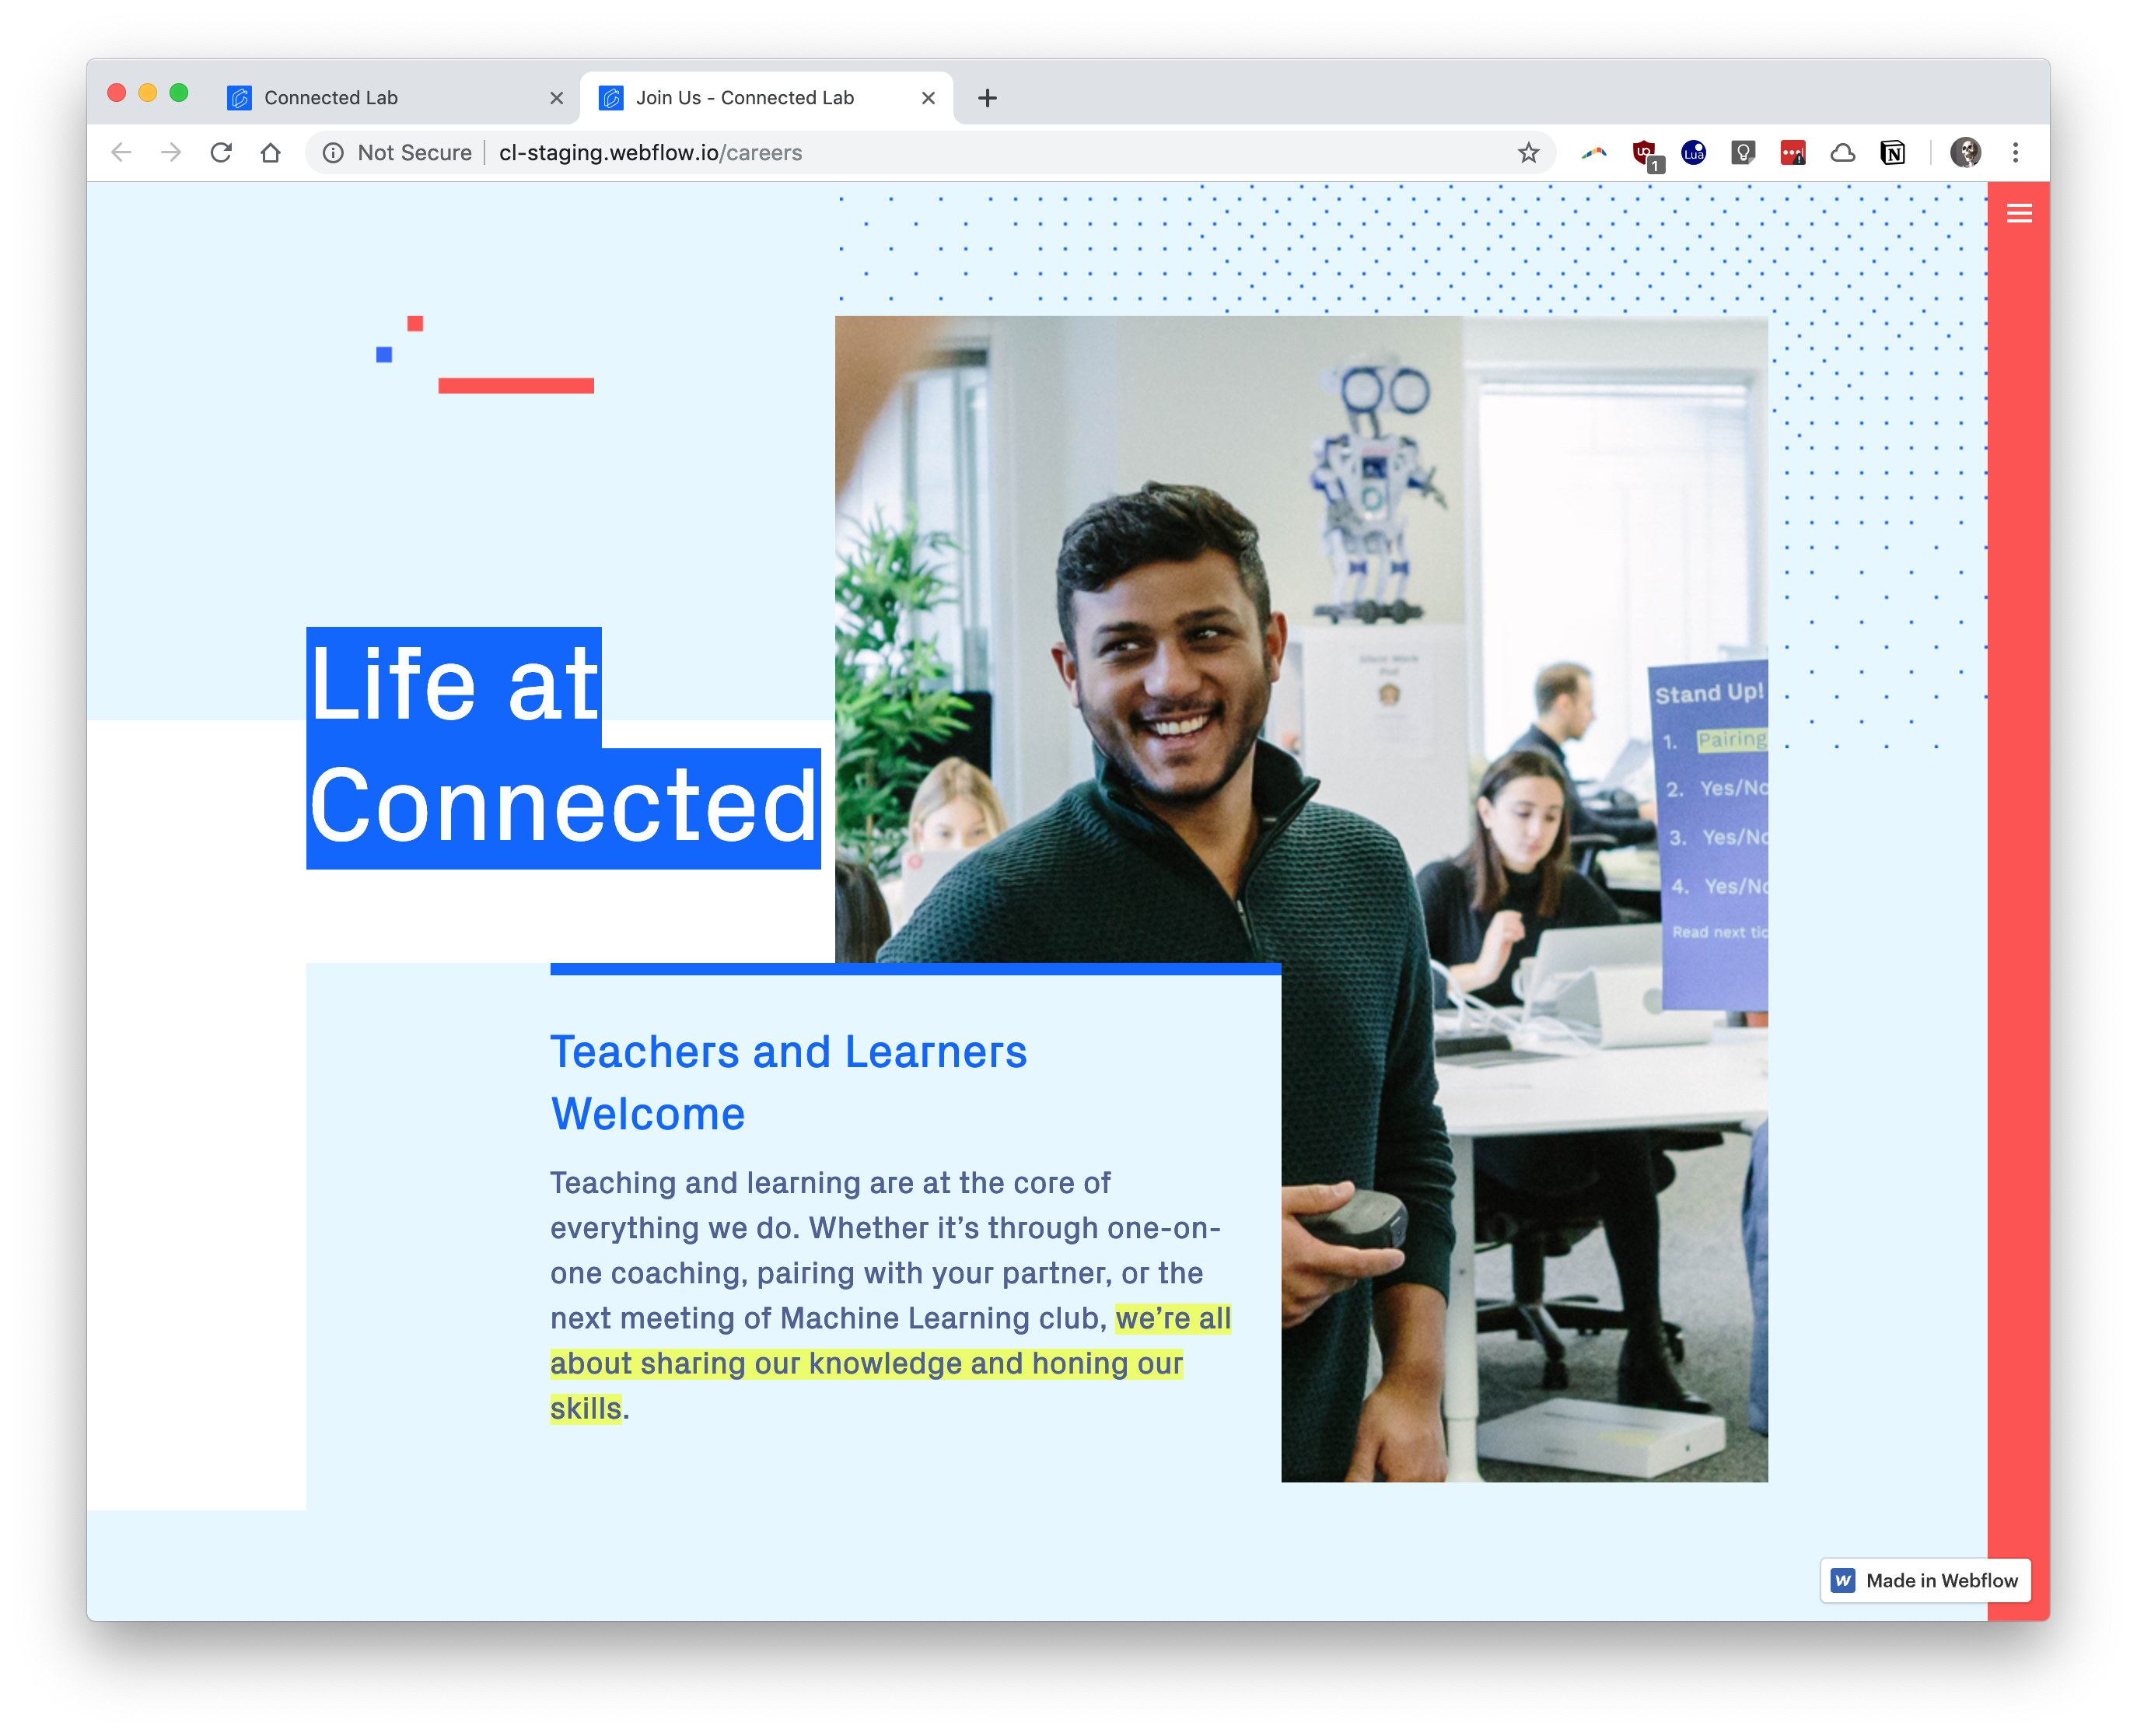 Connected Lab
Join Us - Connected Lab
Not Secure
cl-staging.webflow.io/careers
UO
1
Lua
N
Life at
Connected
Stand Up!
1. Pairing
2. Yes/No
3. Yes/No
4. Yes/No
Read next tic
Teachers and Learners
Welcome
Teaching and learning are at the core of
everything we do. Whether it’s through one-on-
one coaching, pairing with your partner, or the
next meeting of Machine Learning club, we’re all
about sharing our knowledge and honing our
skills.
W Made in Webflow